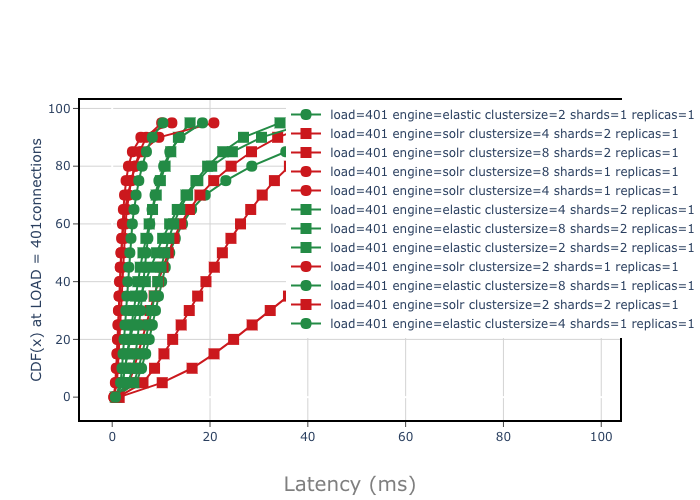 100
80
60
40
20
0
CDF(x) at LOAD = 401connections
load=401 engine=elastic clustersize=2 shards=1 replicas=1
load=401 engine=solr clustersize=4 shards=2 replicas=1
load=401 engine=solr clustersize=8 shards=2 replicas=1
load=401 engine=solr clustersize=8 shards=1 replicas=1
load=401 engine=solr clustersize=4 shards=1 replicas=1
load=401 engine=elastic clustersize=4 shards=2 replicas=1
load=401 engine=elastic clustersize=8 shards=2 replicas=1
load=401 engine=elastic clustersize=2 shards=2 replicas=1
load=401 engine=solr clustersize=2 shards=1 replicas=1
load=401 engine=elastic clustersize=8 shards=1 replicas=1
load=401 engine=solr clustersize=2 shards=2 replicas=1
load=401 engine=elastic clustersize=4 shards=1 replicas=1
0 20 40 60 80 100
Latency (ms)